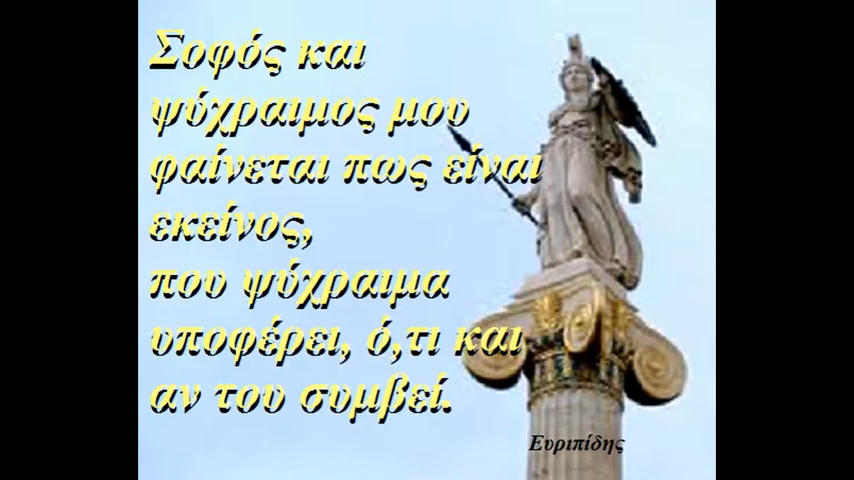 Σοφός και
ψύχραιμος μου
φαίνεται πως είναι
εκείνος,
που ψύχραιμα
υποφέρει, ό,τι και
αν του συμβεί.
Ευριπίδης